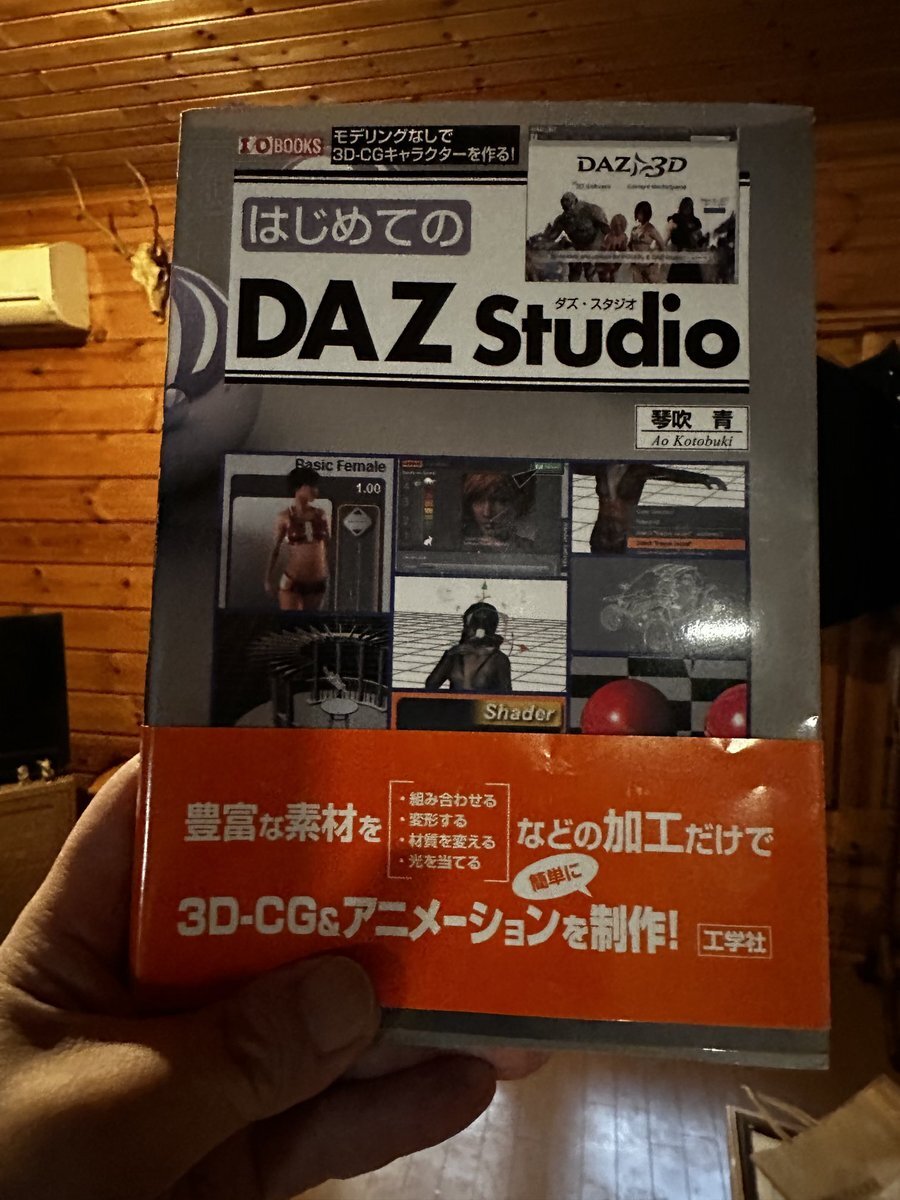 I/O BOOKS
モデリングなしで
3D-CGキャラクターを作る!
DAZ 3D
はじめての
ダズ・スタジオ
DAZ Studio
琴吹 青
Ao Kotobuki
Basic Female
1.00
Shader
豊富な素材を
・組み合わせる
・変形する
・材質を変える
・光を当てる
などの加工だけで
簡単に
3D-CG&アニメーションを制作!
工学社